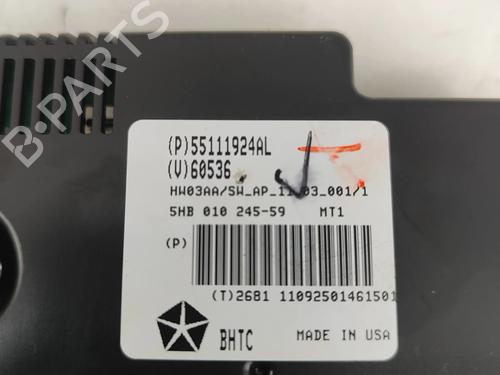 B-PARTS
(P)55111924AL
(V)60536
HW03AA/SW_AP_11_03_001/1
5HB 010 245-59 MT1
(P)
(T)2681 11092501461501
BHTC MADE IN USA